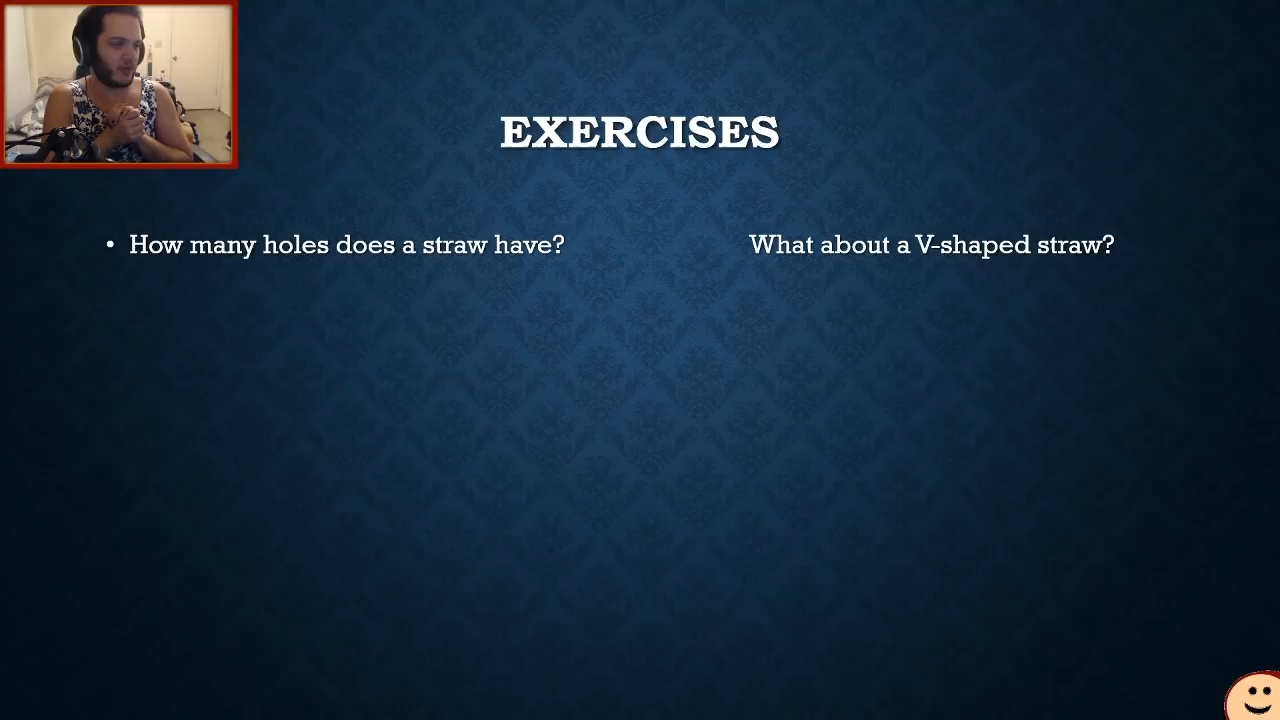 EXERCISES
• How many holes does a straw have? What about a V-shaped straw?